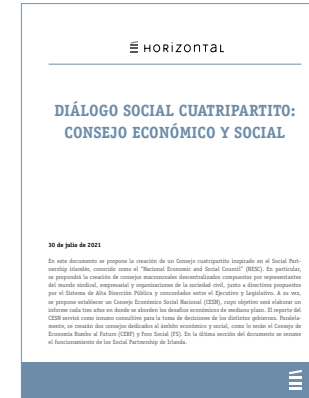 HORIZONTAL
DIÁLOGO SOCIAL CUATRIPARTITO:
CONSEJO ECONÓMICO Y SOCIAL
30 de julio de 2021
En este documento se propone la creación de un Consejo cuatripartito inspirado en el Social Part-
nership irlandés, conocido como el "National Economic and Social Council" (NESC). En particular,
se propondrá la creación de consejos macrozonales descentralizados compuestos por representantes
del mundo sindical, empresarial y organizaciones de la sociedad civil, junto a directivos propuestos
por el Sistema de Alta Dirección Pública y concordados entre el Ejecutivo y Legislativo. A su vez,
se propone establecer un Consejo Económico Social Nacional (CESN), cuyo objetivo será elaborar un
informe cada tres años en donde se aborden los desafíos económicos de mediano plazo. El reporte del
CESN servirá como insumo consultivo para la toma de decisiones de los distintos gobiernos. Paralela-
mente, se crearán dos consejos dedicados al ámbito económico y social, como lo serán el Consejo de
Economía Rumbo al Futuro (CERF) y Foro Social (FS). En la última sección del documento se resume
el funcionamiento de los Social Partnership de Irlanda.